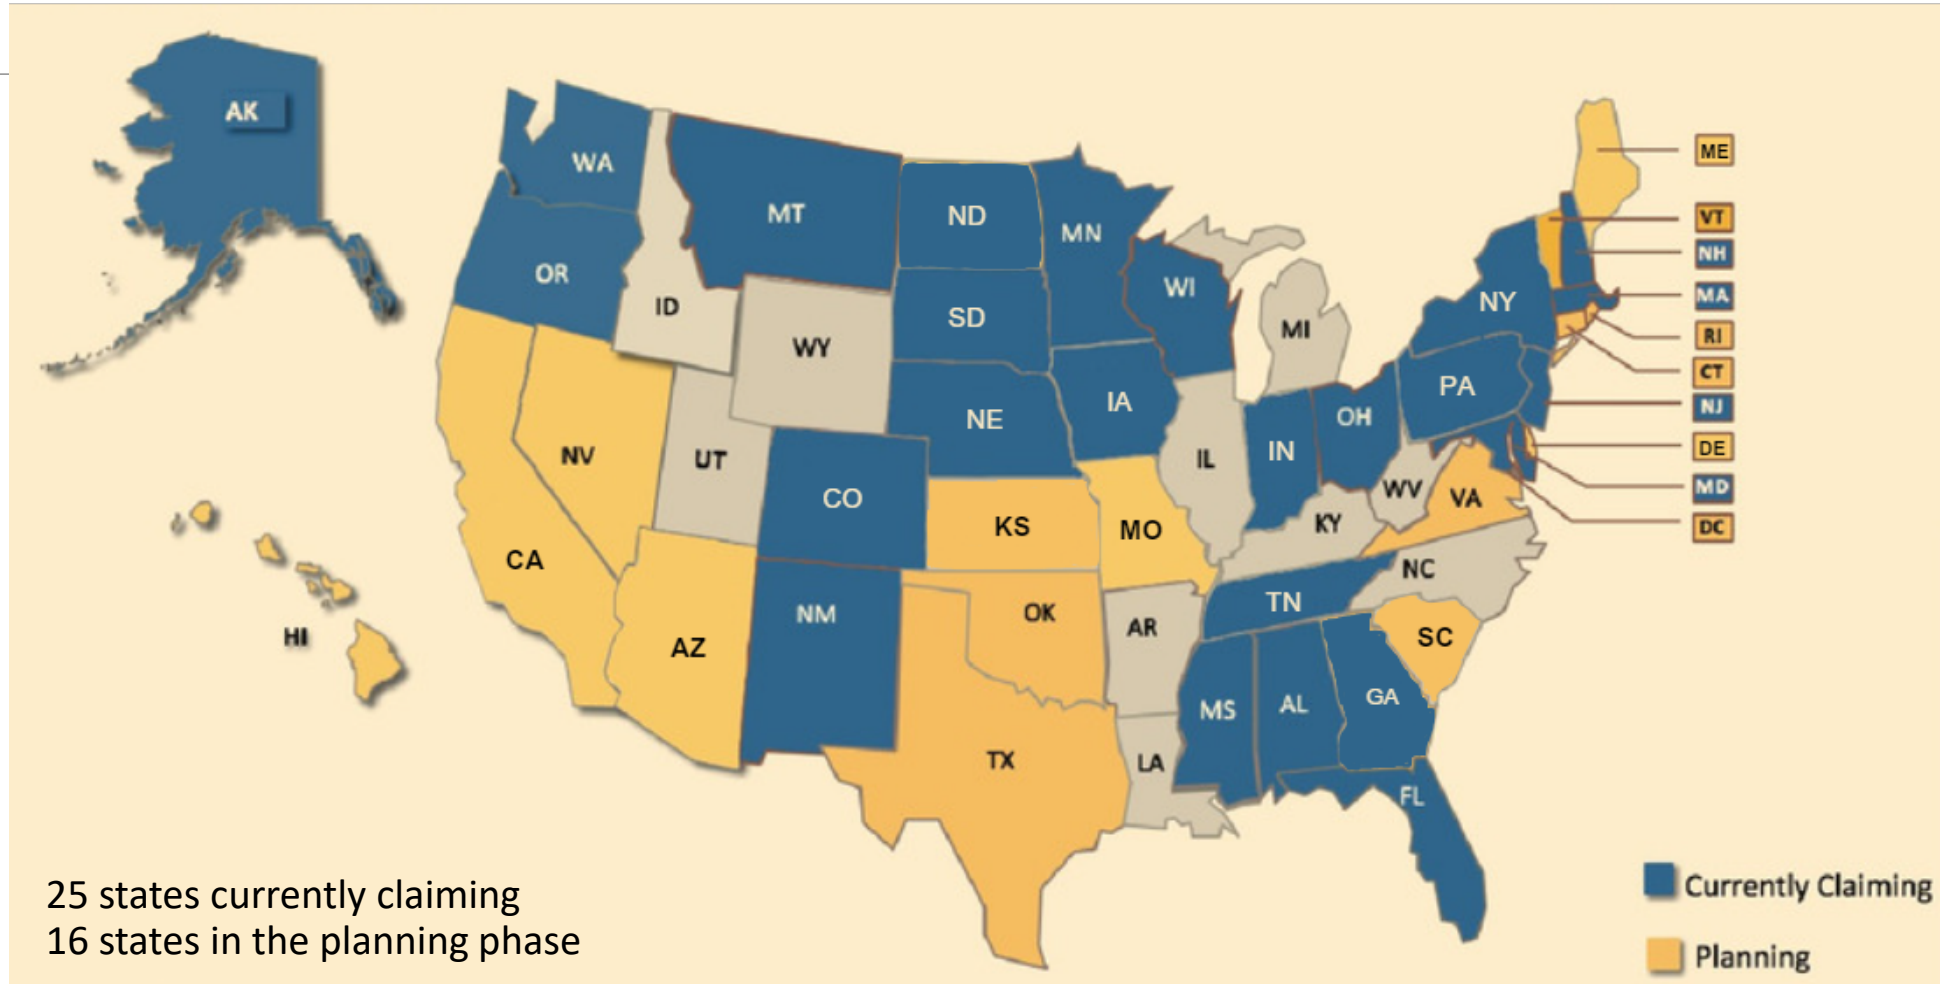 AK
WA
MT
ND
MN
OR
ID
SD
WI
WY
MI
NY
NE
IA
PA
NV
UT
CO
IL
IN
OH
WV
VA
KS
MO
KY
CA
NM
OK
AR
TN
NC
AZ
SC
HI
TX
LA
MS
AL
GA
FL
ME
VT
NH
MA
RI
CT
NJ
DE
MD
DC
25 states currently claiming
16 states in the planning phase
Currently Claiming
Planning